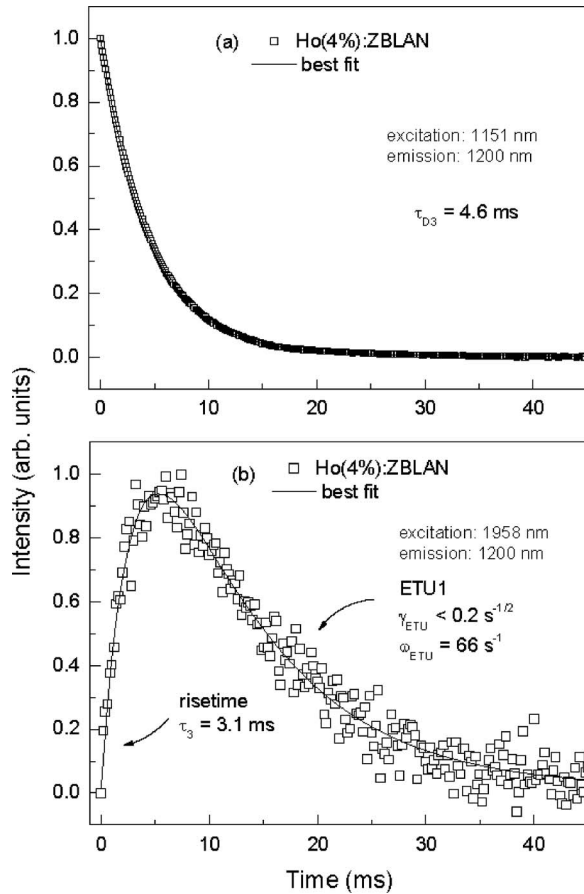 (a) Ho(4%):ZBLAN
best fit
excitation: 1151 nm
emission: 1200 nm
τD3 = 4.6 ms
1.0
0.8
0.6
0.4
0.2
0.0
0 10 20 30 40
Intensity (arb. units)
(b) Ho(4%):ZBLAN
best fit
excitation: 1958 nm
emission: 1200 nm
ETU1
γETU < 0.2 s-1/2
ωETU = 66 s-1
risetime
τ3 = 3.1 ms
1.0
0.8
0.6
0.4
0.2
0.0
0 10 20 30 40
Time (ms)